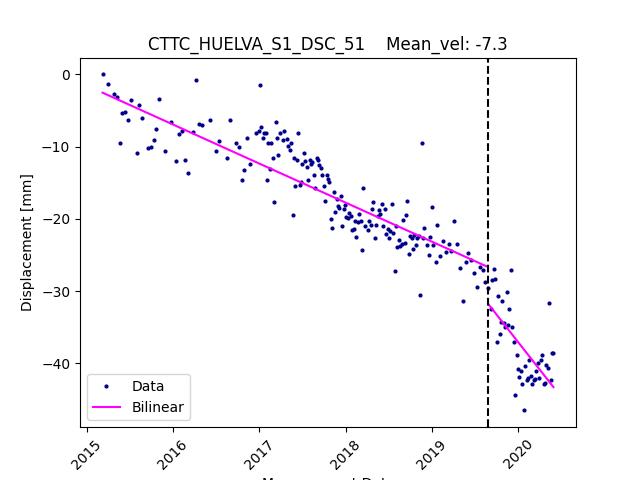 CTTC_HUELVA_S1_DSC_51    Mean_vel: -7.3
Displacement [mm]
0
−10
−20
−30
−40
Data
Bilinear
2015
2016
2017
2018
2019
2020